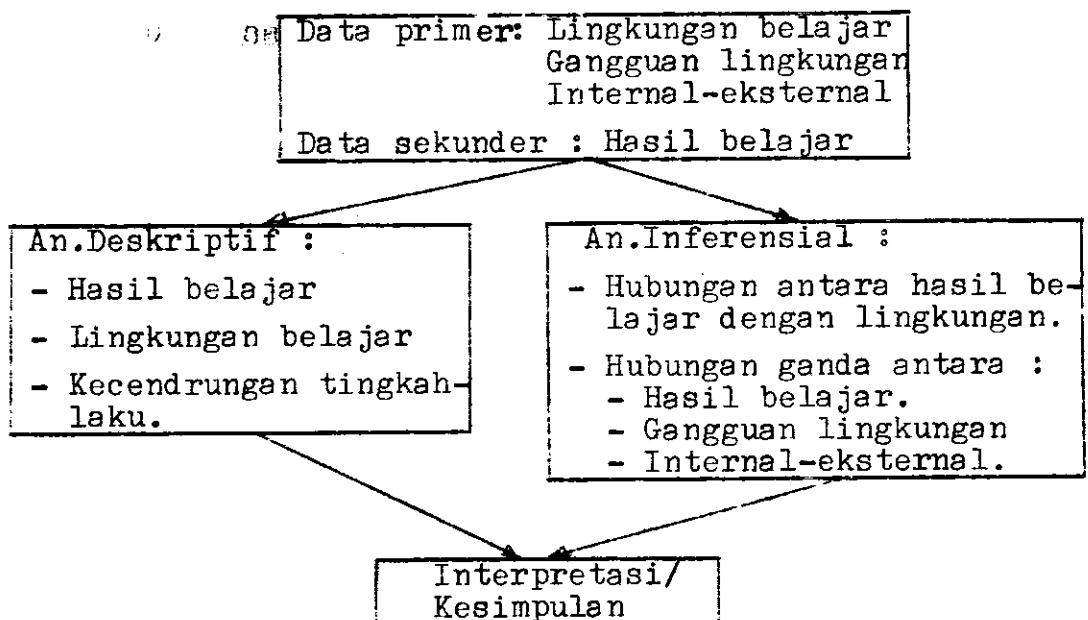 Data primer: Lingkungan belajar
Gangguan lingkungan
Internal-eksternal
Data sekunder : Hasil belajar
An.Deskriptif :
- Hasil belajar
- Lingkungan belajar
- Kecendrungan tingkah-
laku.
An.Inferensial :
- Hubungan antara hasil be-
lajar dengan lingkungan.
- Hubungan ganda antara :
- Hasil belajar.
- Gangguan lingkungan
- Internal-eksternal.
Interpretasi/
Kesimpulan